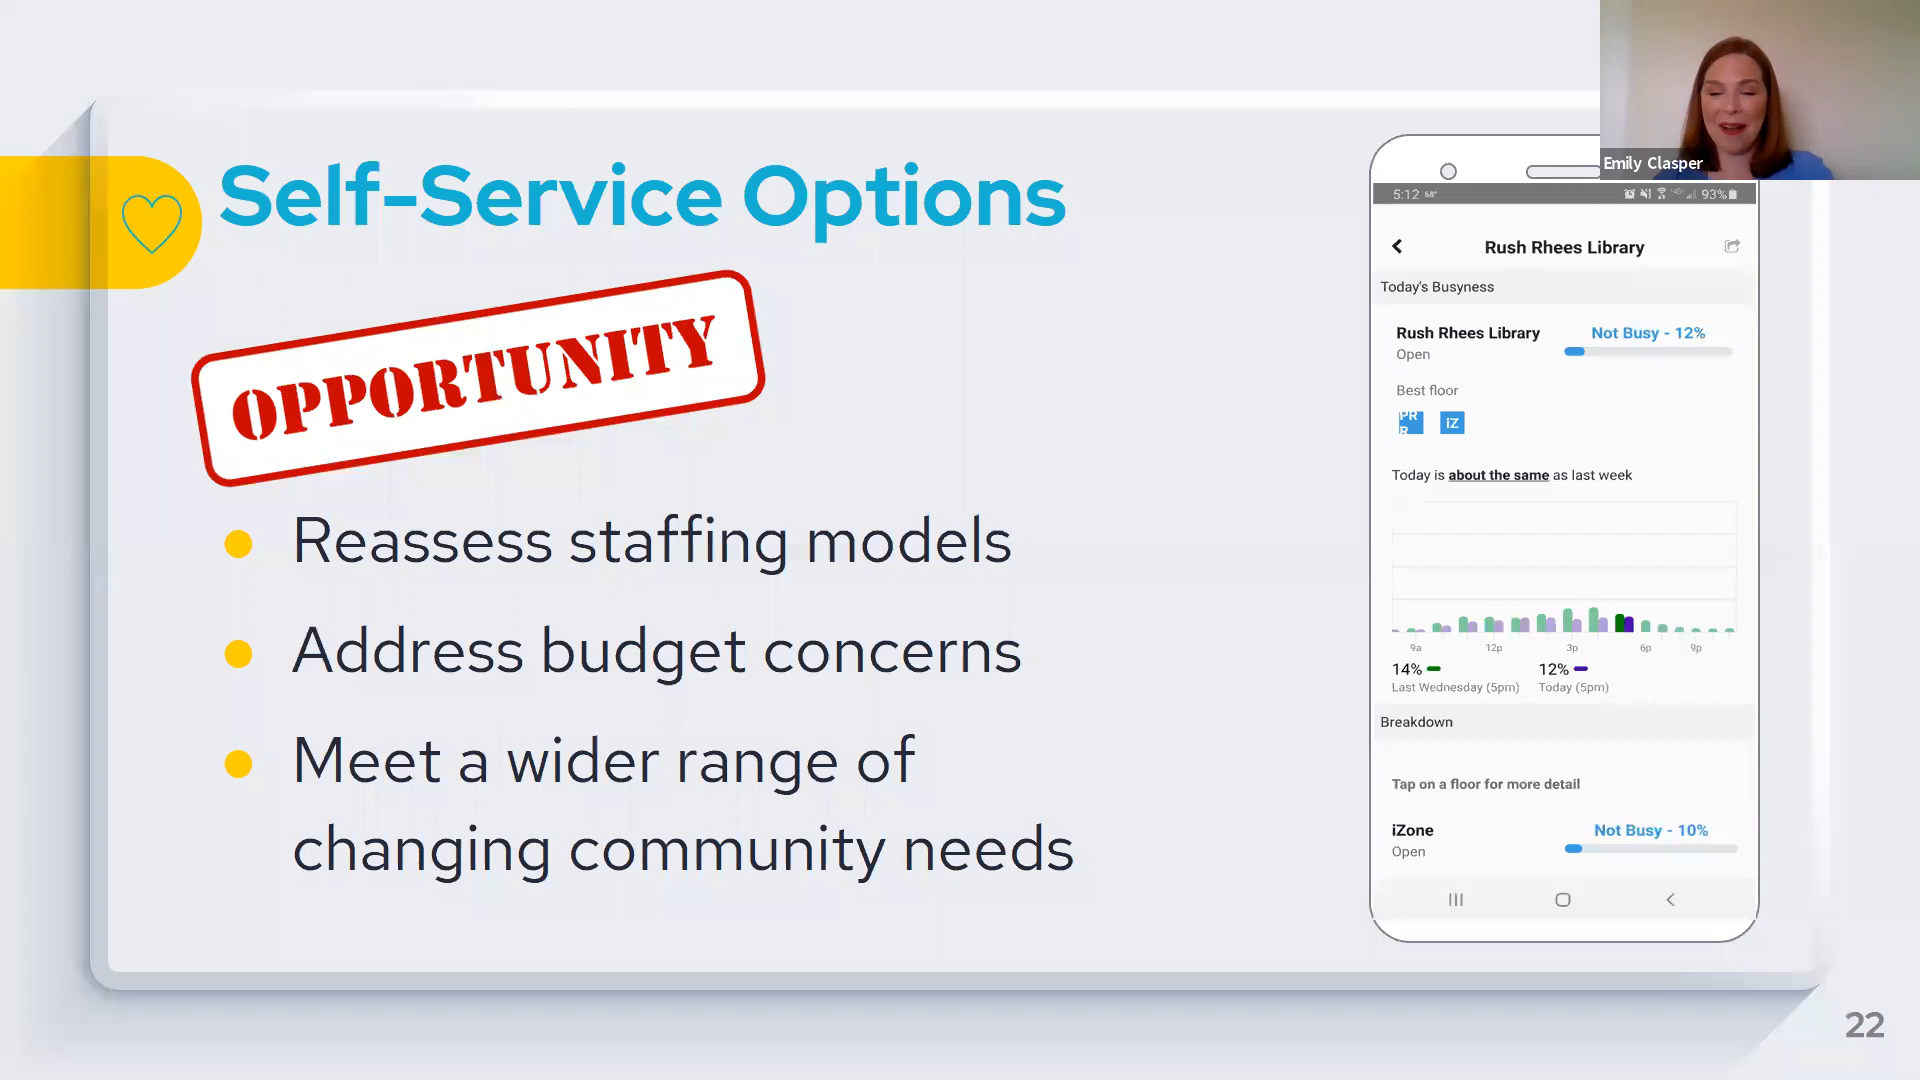 Self-Service Options
OPPORTUNITY
Reassess staffing models
Address budget concerns
Meet a wider range of
changing community needs
Emily Clasper
5:12 68° 93%
Rush Rhees Library
Today's Busyness
Rush Rhees Library
Not Busy - 12%
Open
Best floor
PR
R
iZ
Today is about the same as last week
9a 12p 3p 6p 9p
14% 12%
Last Wednesday (5pm) Today (5pm)
Breakdown
Tap on a floor for more detail
iZone
Not Busy - 10%
Open
22